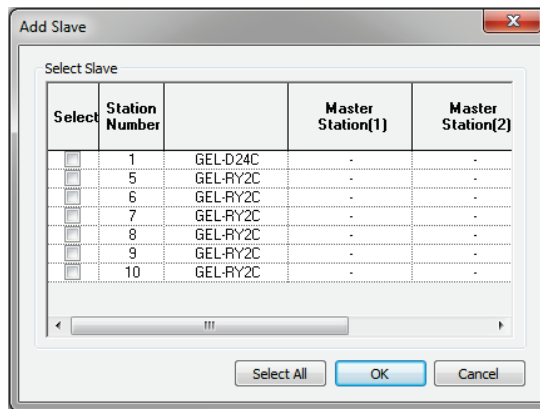 Add Slave
Select Slave
Select Station Number Master Station(1) Master Station(2)
1 GEL-D24C - -
5 GEL-RY2C - -
6 GEL-RY2C - -
7 GEL-RY2C - -
8 GEL-RY2C - -
9 GEL-RY2C - -
10 GEL-RY2C - -
Select All OK Cancel